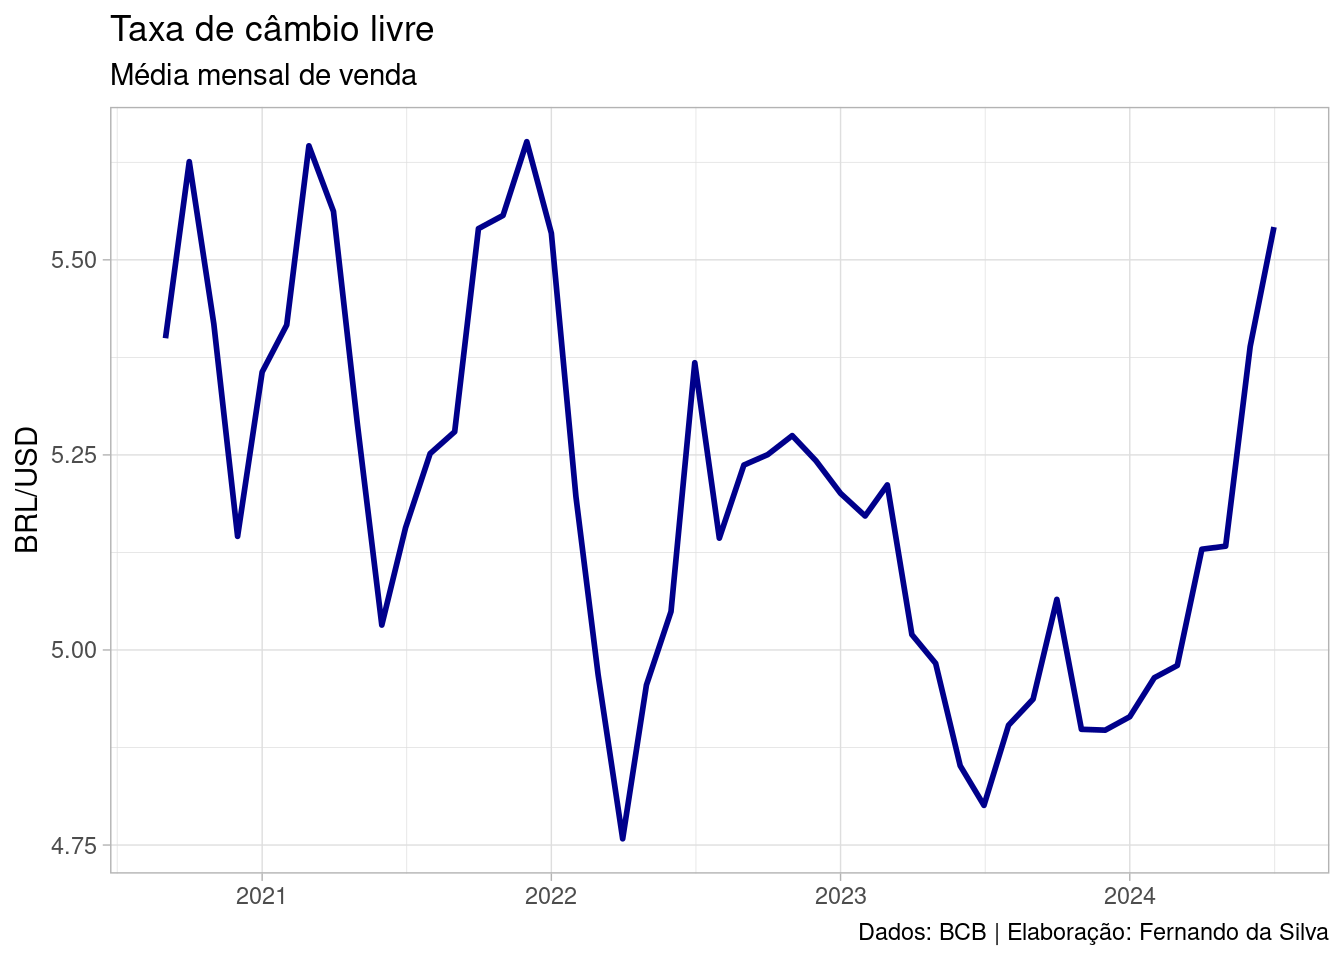 Taxa de câmbio livre
Média mensal de venda
BRL/USD
5.50
5.25
5.00
4.75
2021
2022
2023
2024
Dados: BCB | Elaboração: Fernando da Silva